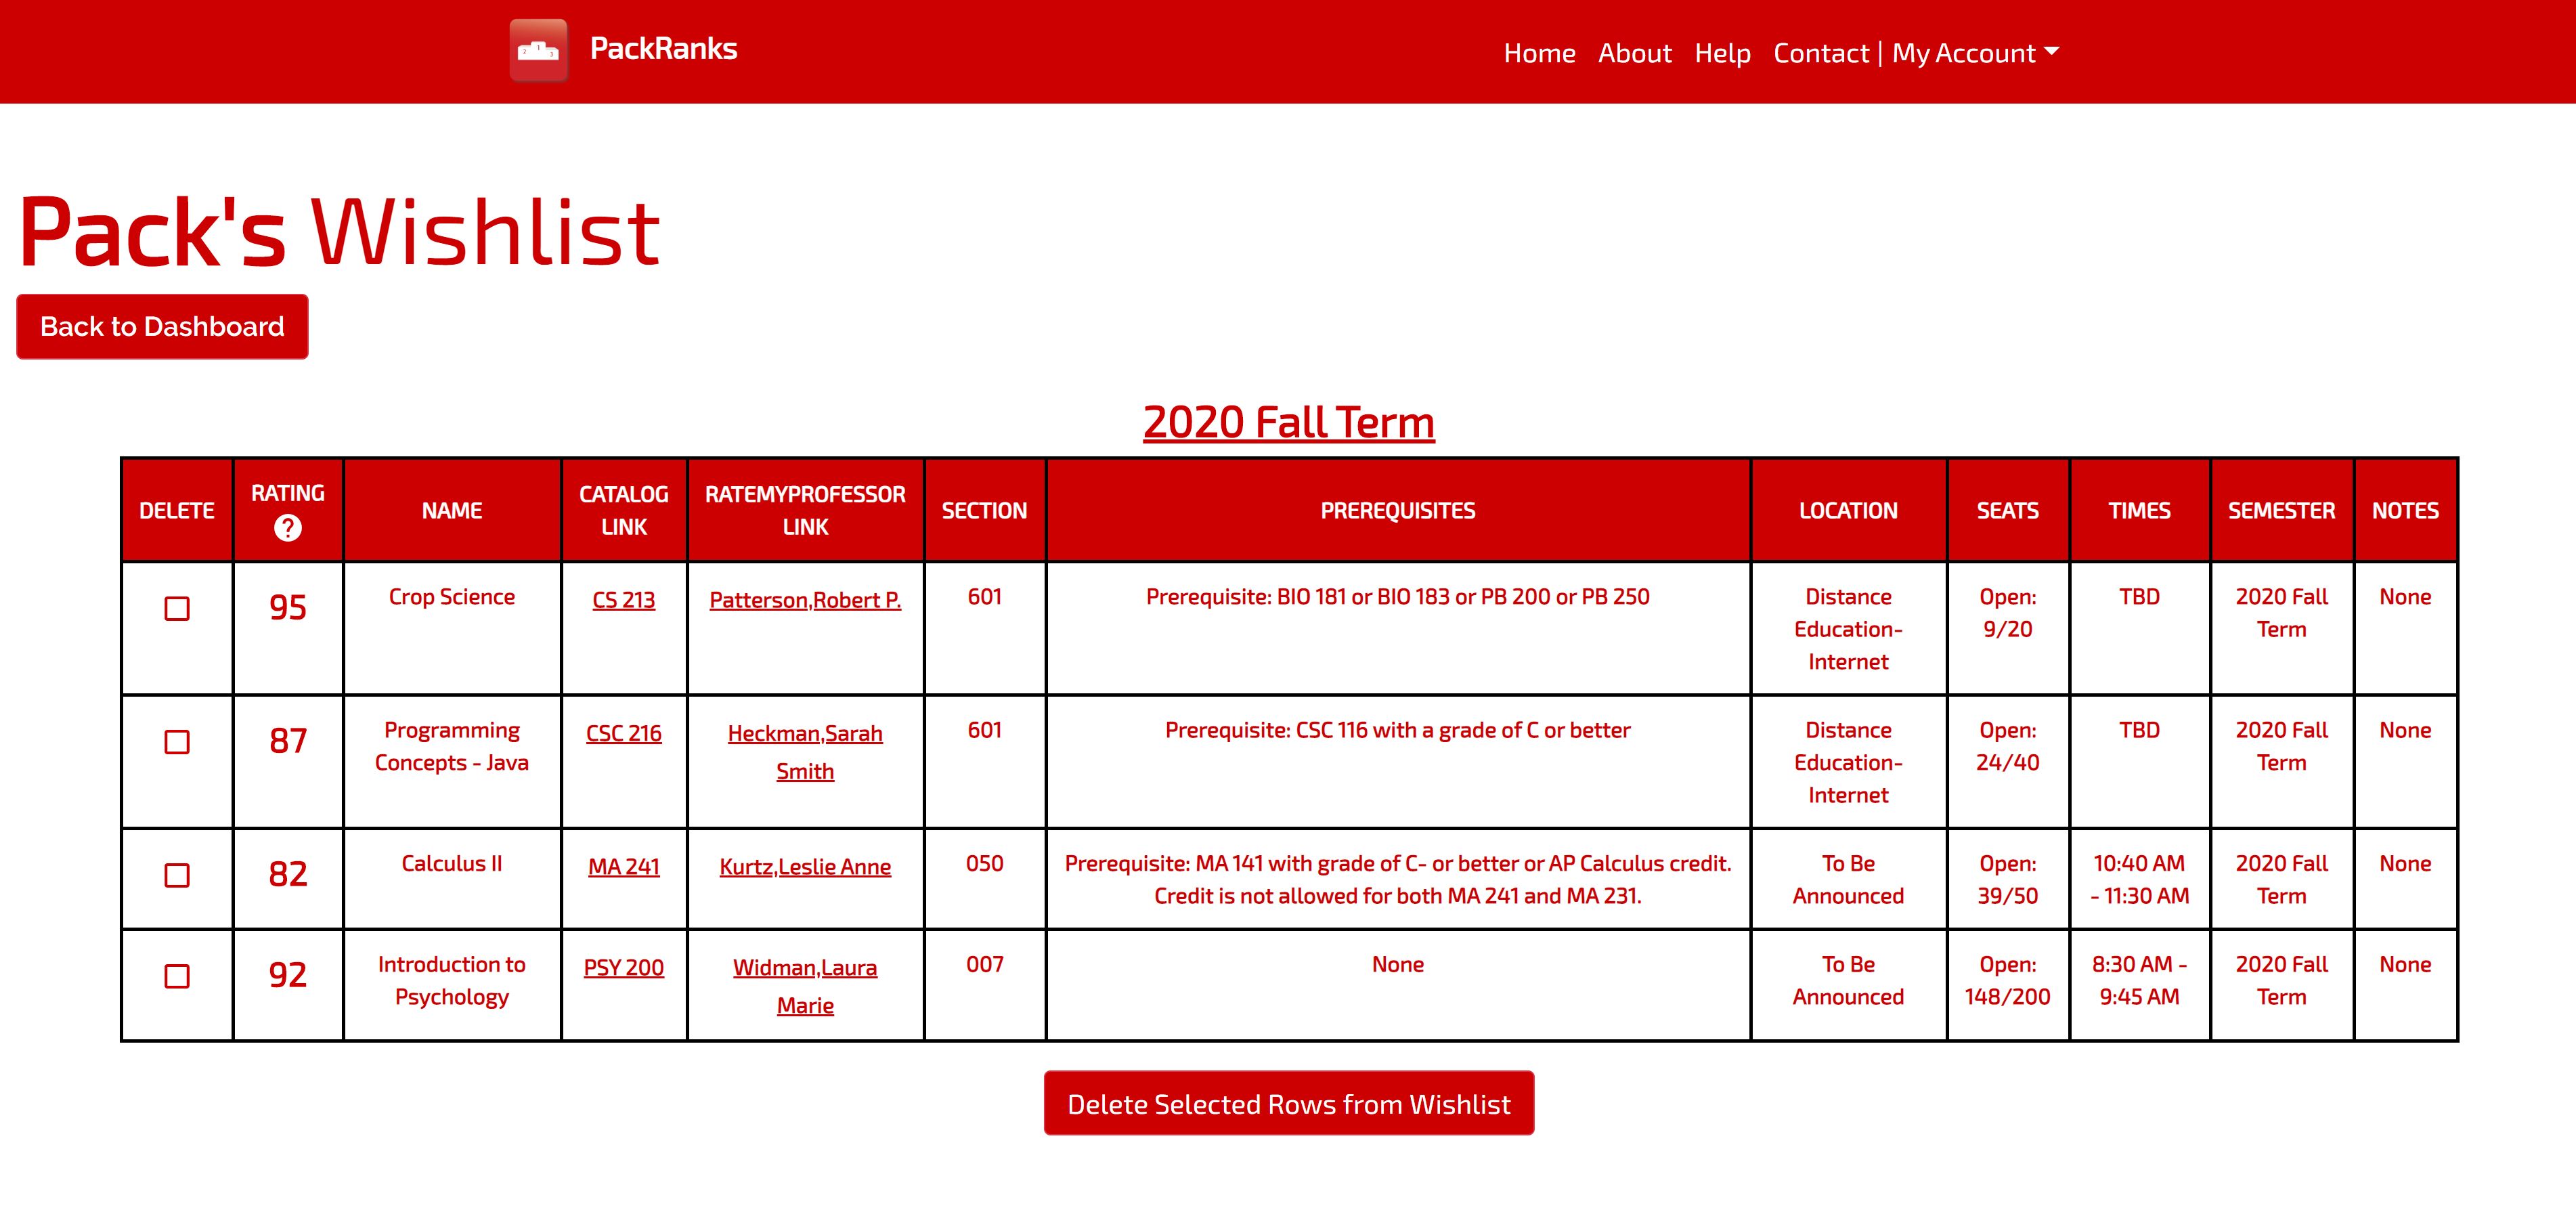 PackRanks
Home About Help Contact | My Account
Pack's Wishlist
Back to Dashboard
2020 Fall Term
DELETE
RATING
?
NAME
CATALOG
LINK
RATEMYPROFESSOR
LINK
SECTION
PREREQUISITES
LOCATION
SEATS
TIMES
SEMESTER
NOTES
95
Crop Science
CS 213
Patterson,Robert P.
601
Prerequisite: BIO 181 or BIO 183 or PB 200 or PB 250
Distance
Education-
Internet
Open:
9/20
TBD
2020 Fall
Term
None
87
Programming
Concepts - Java
CSC 216
Heckman,Sarah
Smith
601
Prerequisite: CSC 116 with a grade of C or better
Distance
Education-
Internet
Open:
24/40
TBD
2020 Fall
Term
None
82
Calculus II
MA 241
Kurtz,Leslie Anne
050
Prerequisite: MA 141 with grade of C- or better or AP Calculus credit.
Credit is not allowed for both MA 241 and MA 231.
To Be
Announced
Open:
39/50
10:40 AM
- 11:30 AM
2020 Fall
Term
None
92
Introduction to
Psychology
PSY 200
Widman,Laura
Marie
007
None
To Be
Announced
Open:
148/200
8:30 AM -
9:45 AM
2020 Fall
Term
None
Delete Selected Rows from Wishlist